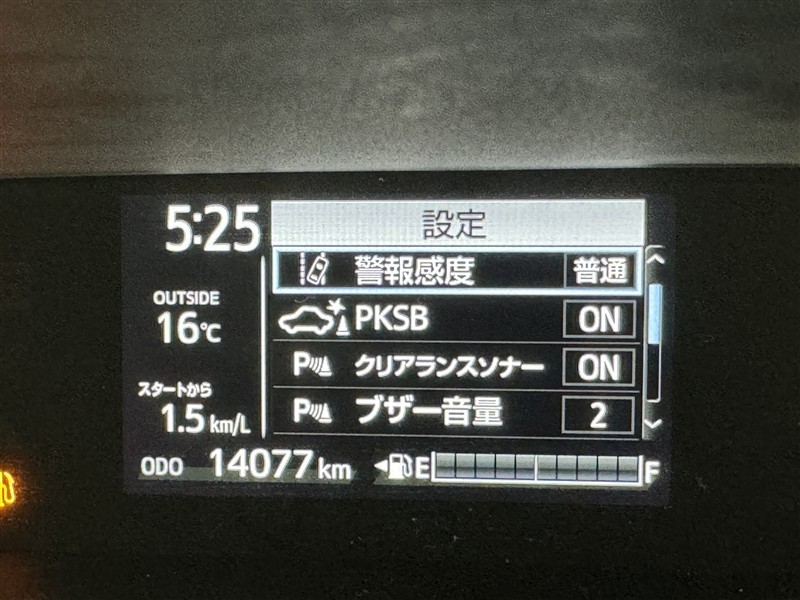 5:25
設定
警報感度 普通
OUTSIDE
16℃
PKSB ON
P クリアランスソナー ON
スタートから
1.5 km/L
P ブザー音量 2
ODO 14077 km E F